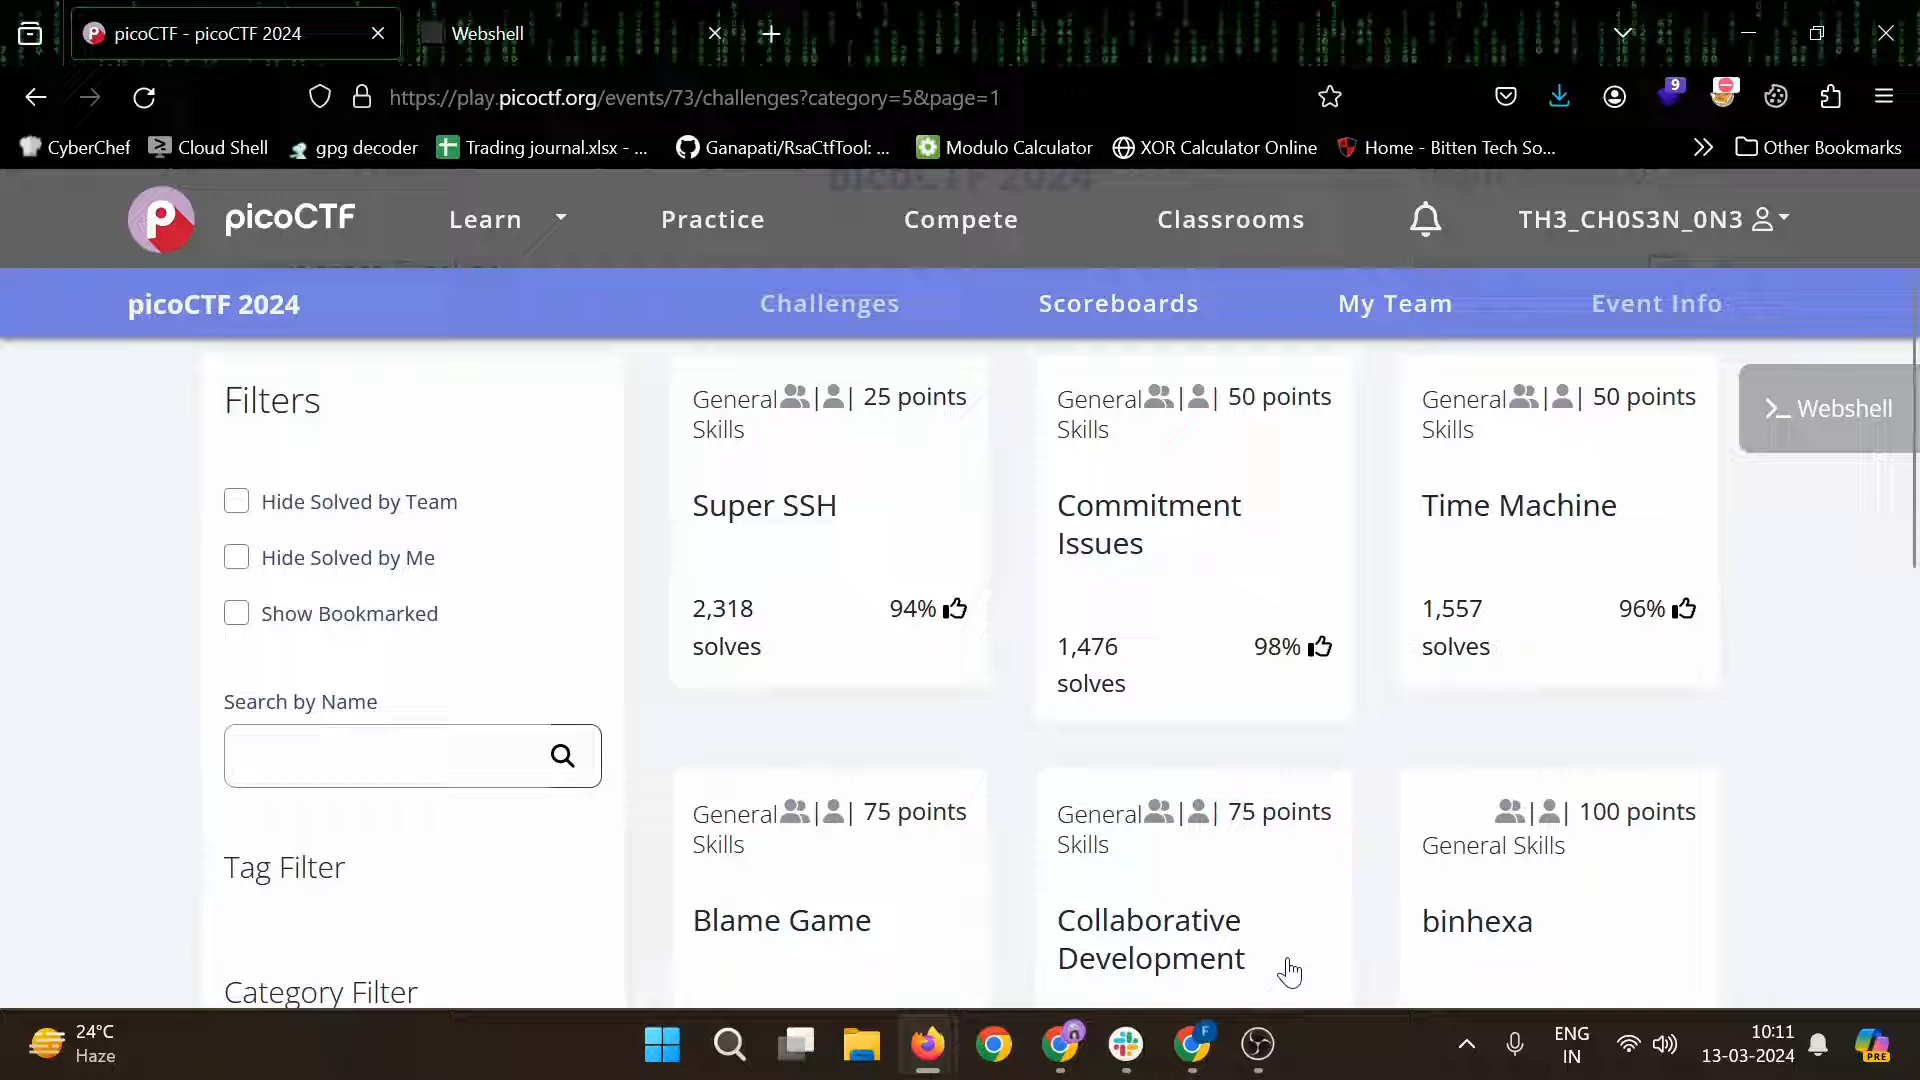 picoCTF - picoCTF 2024
Webshell
https://play.picoctf.org/events/73/challenges?category=5&page=1
9
CyberChef
Cloud Shell
gpg decoder
Trading journal.xlsx - ...
Ganapati/RsaCtfTool: ...
Modulo Calculator
XOR Calculator Online
Home - Bitten Tech So...
Other Bookmarks
picoCTF 2024
picoCTF
Learn
Practice
Compete
Classrooms
TH3_CH0S3N_0N3
picoCTF 2024
Challenges
Scoreboards
My Team
Event Info
Filters
Hide Solved by Team
Hide Solved by Me
Show Bookmarked
Search by Name
Tag Filter
Category Filter
General Skills | | 25 points
Super SSH
2,318 solves
94%
General Skills | | 50 points
Commitment Issues
1,476 solves
98%
General Skills | | 50 points
Time Machine
1,557 solves
96%
>_ Webshell
General Skills | | 75 points
Blame Game
General Skills | | 75 points
Collaborative Development
| | 100 points
General Skills
binhexa
24°C
Haze
F
ENG
IN
10:11
13-03-2024
PRE